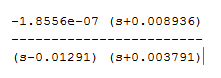 -1.8556e-07 (s+0.008936)
------------------------
(s-0.01291) (s+0.003791)